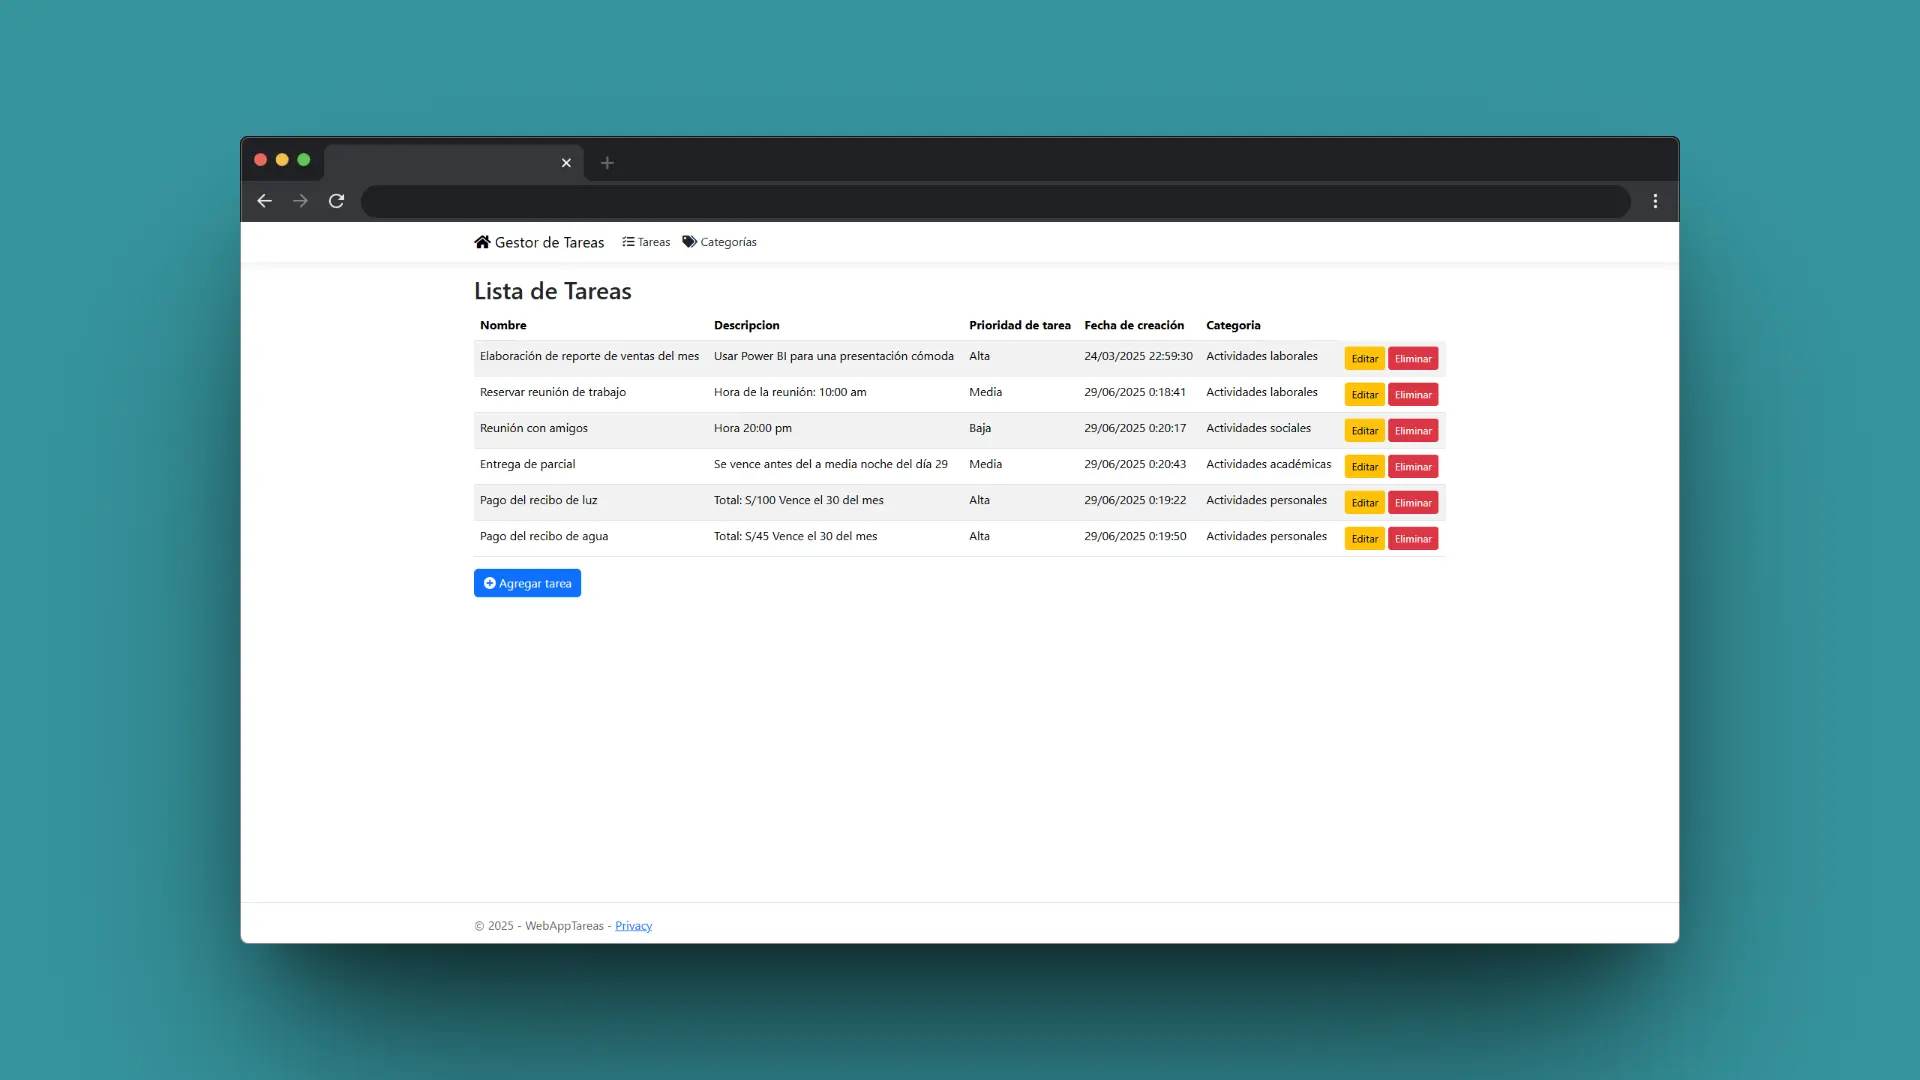 Gestor de Tareas Tareas Categorías
Lista de Tareas
Nombre Descripcion Prioridad de tarea Fecha de creación Categoria
Elaboración de reporte de ventas del mes Usar Power BI para una presentación cómoda Alta 24/03/2025 22:59:30 Actividades laborales Editar Eliminar
Reservar reunión de trabajo Hora de la reunión: 10:00 am Media 29/06/2025 0:18:41 Actividades laborales Editar Eliminar
Reunión con amigos Hora 20:00 pm Baja 29/06/2025 0:20:17 Actividades sociales Editar Eliminar
Entrega de parcial Se vence antes del a media noche del día 29 Media 29/06/2025 0:20:43 Actividades académicas Editar Eliminar
Pago del recibo de luz Total: S/100 Vence el 30 del mes Alta 29/06/2025 0:19:22 Actividades personales Editar Eliminar
Pago del recibo de agua Total: S/45 Vence el 30 del mes Alta 29/06/2025 0:19:50 Actividades personales Editar Eliminar
Agregar tarea
© 2025 - WebAppTareas - Privacy